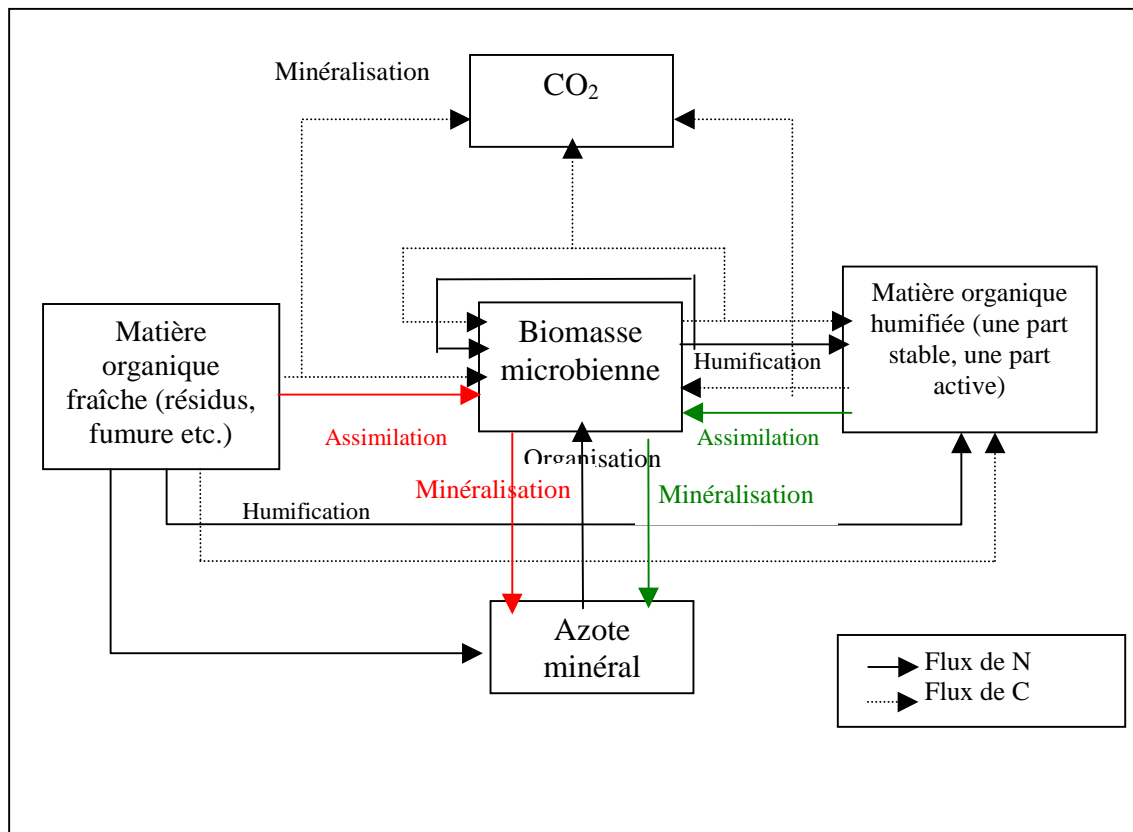 Minéralisation
CO₂
Matière organique
humifiée (une part
stable, une part
active)
Matière
organique
fraîche (résidus,
fumure etc.)
Biomasse
microbienne
Humification
Assimilation
Assimilation
Organisation
Minéralisation
Minéralisation
Humification
Azote
minéral
Flux de N
Flux de C